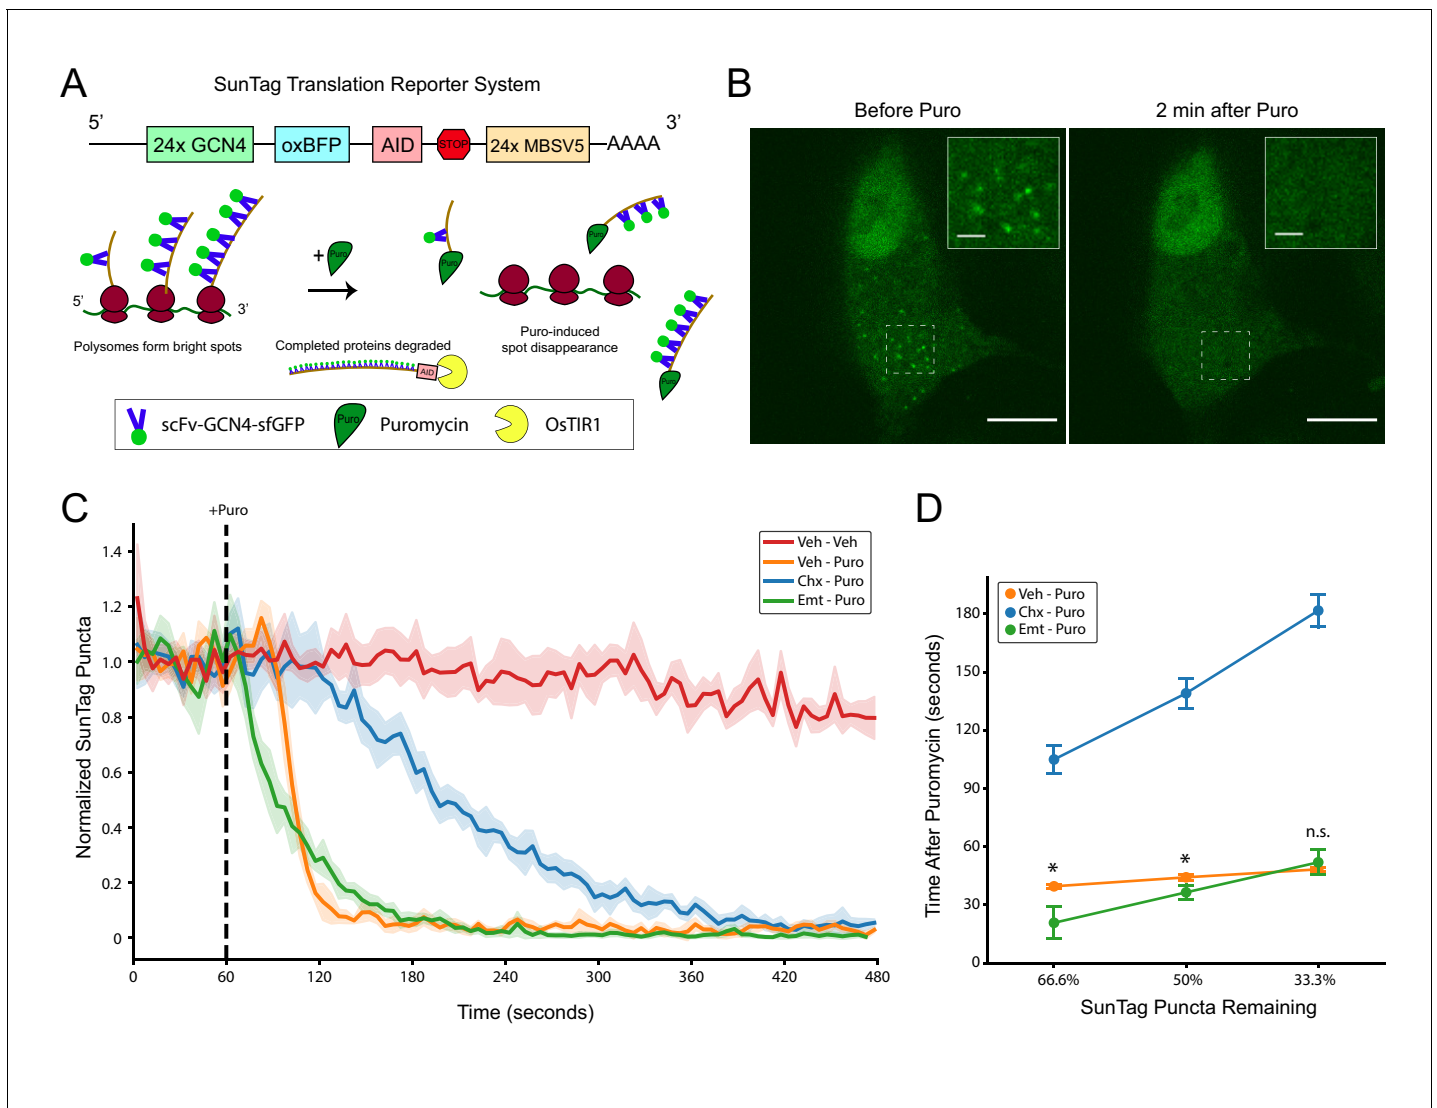 A
SunTag Translation Reporter System
5’
3’
24x GCN4
oxBFP
AID
STOP
24x MBSV5
AAAA
+
Puro
Puro
Puro
Puro
5’
3’
Polysomes form bright spots
Completed proteins degraded
AID
Puro-induced
spot disappearance
scFv-GCN4-sfGFP
Puro
Puromycin
OsTIR1
B
Before Puro
2 min after Puro
C
+Puro
Normalized SunTag Puncta
1.4
1.2
1.0
0.8
0.6
0.4
0.2
0
0
60
120
180
240
300
360
420
480
Time (seconds)
Veh - Veh
Veh - Puro
Chx - Puro
Emt - Puro
D
Time After Puromycin (seconds)
180
150
120
90
60
30
0
Veh - Puro
Chx - Puro
Emt - Puro
*
*
n.s.
66.6%
50%
33.3%
SunTag Puncta Remaining